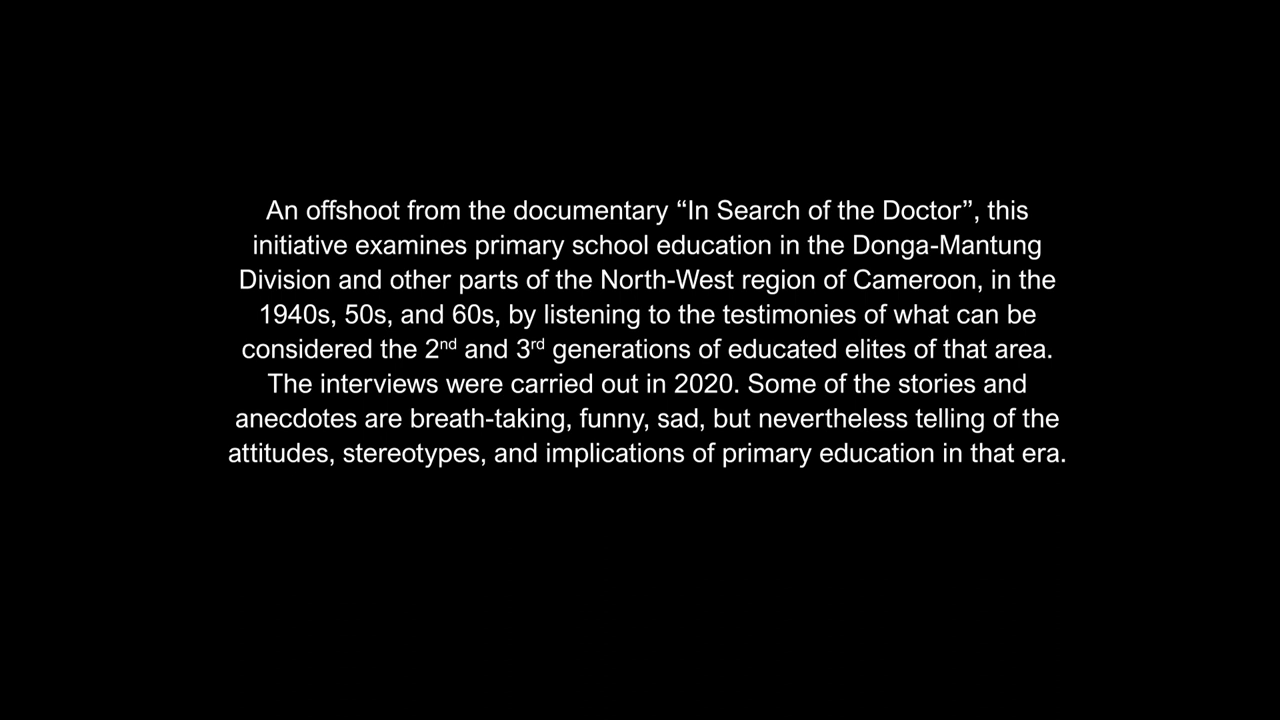 An offshoot from the documentary “In Search of the Doctor”, this
initiative examines primary school education in the Donga-Mantung
Division and other parts of the North-West region of Cameroon, in the
1940s, 50s, and 60s, by listening to the testimonies of what can be
considered the 2nd and 3rd generations of educated elites of that area.
The interviews were carried out in 2020. Some of the stories and
anecdotes are breath-taking, funny, sad, but nevertheless telling of the
attitudes, stereotypes, and implications of primary education in that era.